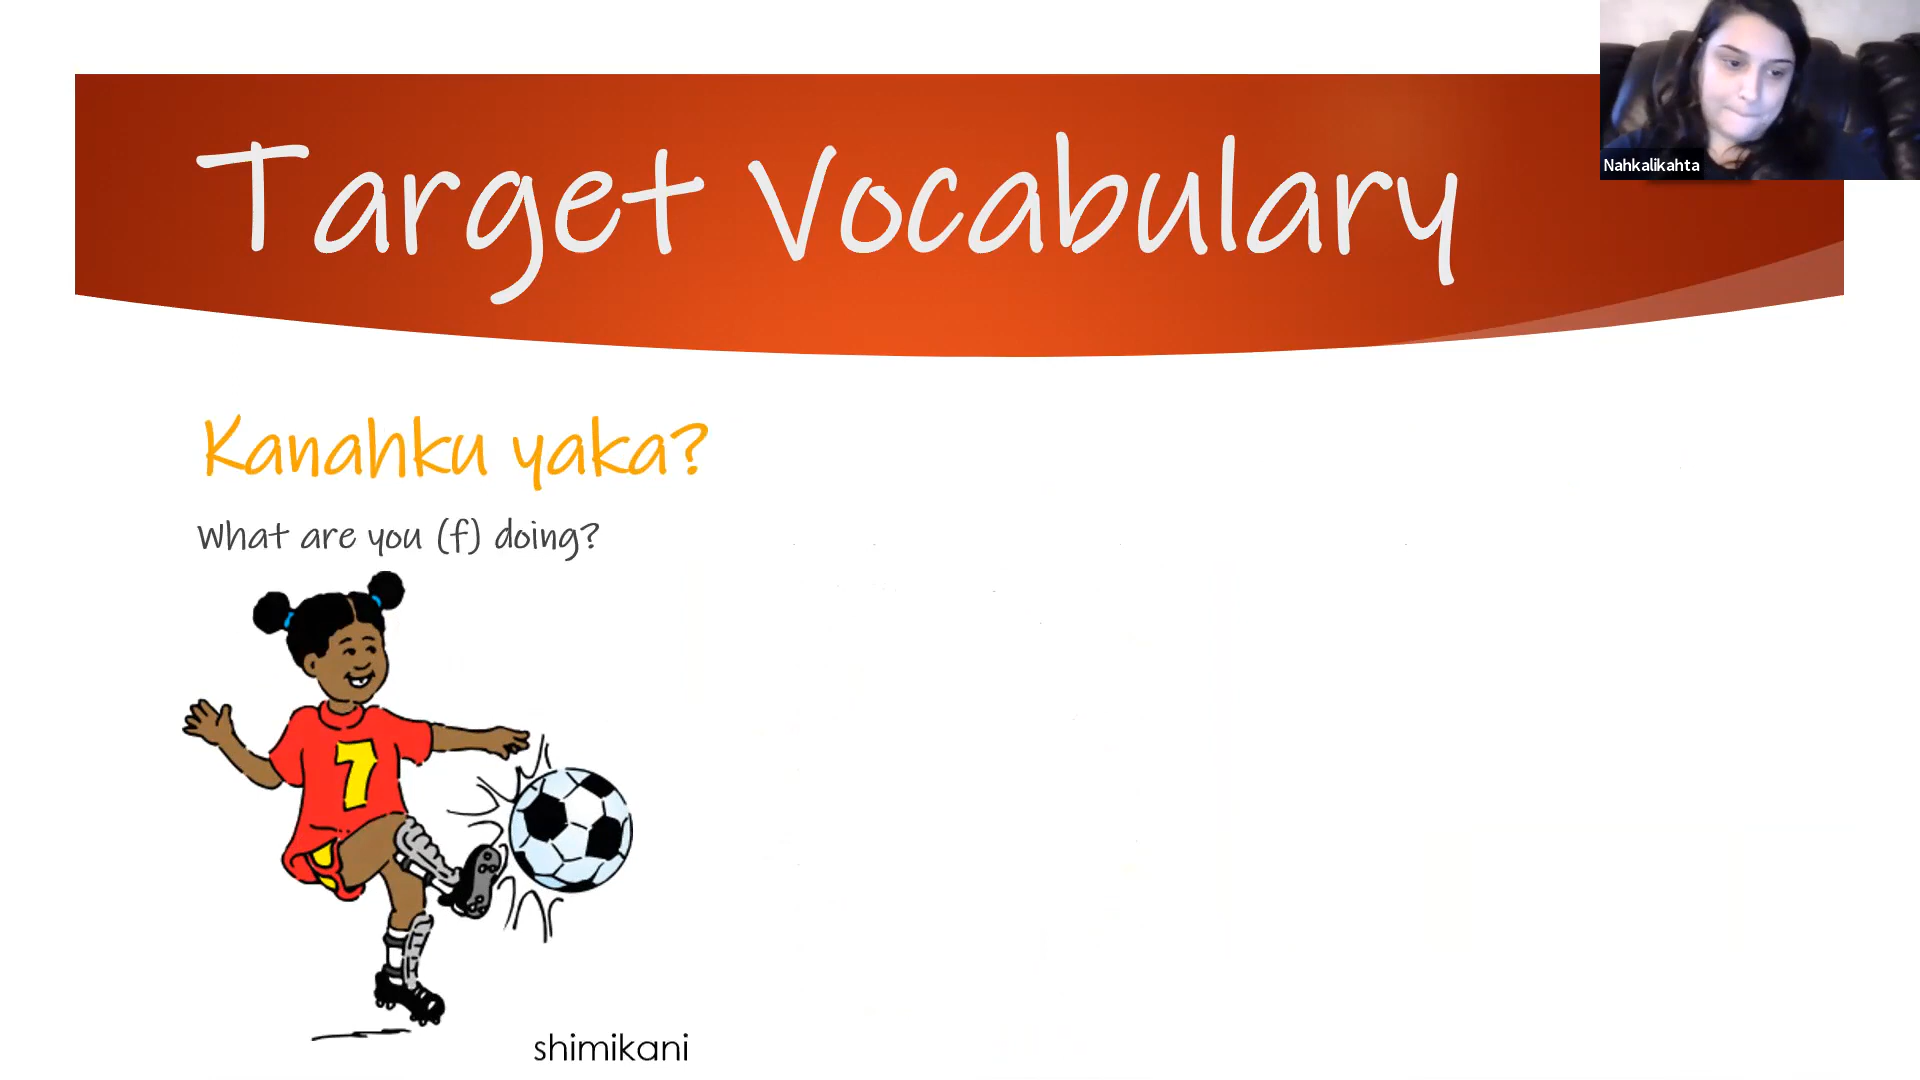 Target Vocabulary
Nahkalikahta
Kanahku yaka?
What are you (f) doing?
7
shimikani